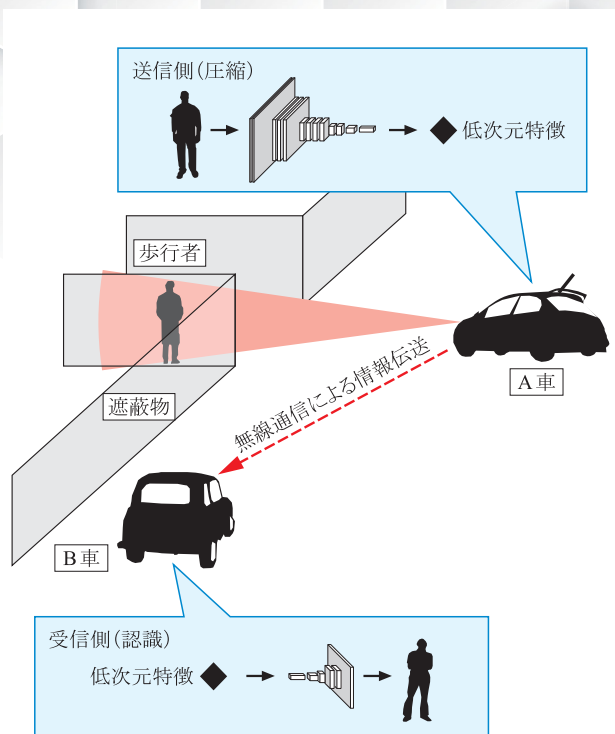 送信側(圧縮)
低次元特徴
歩行者
遮蔽物
無線通信による情報伝送
A車
B車
受信側(認識)
低次元特徴